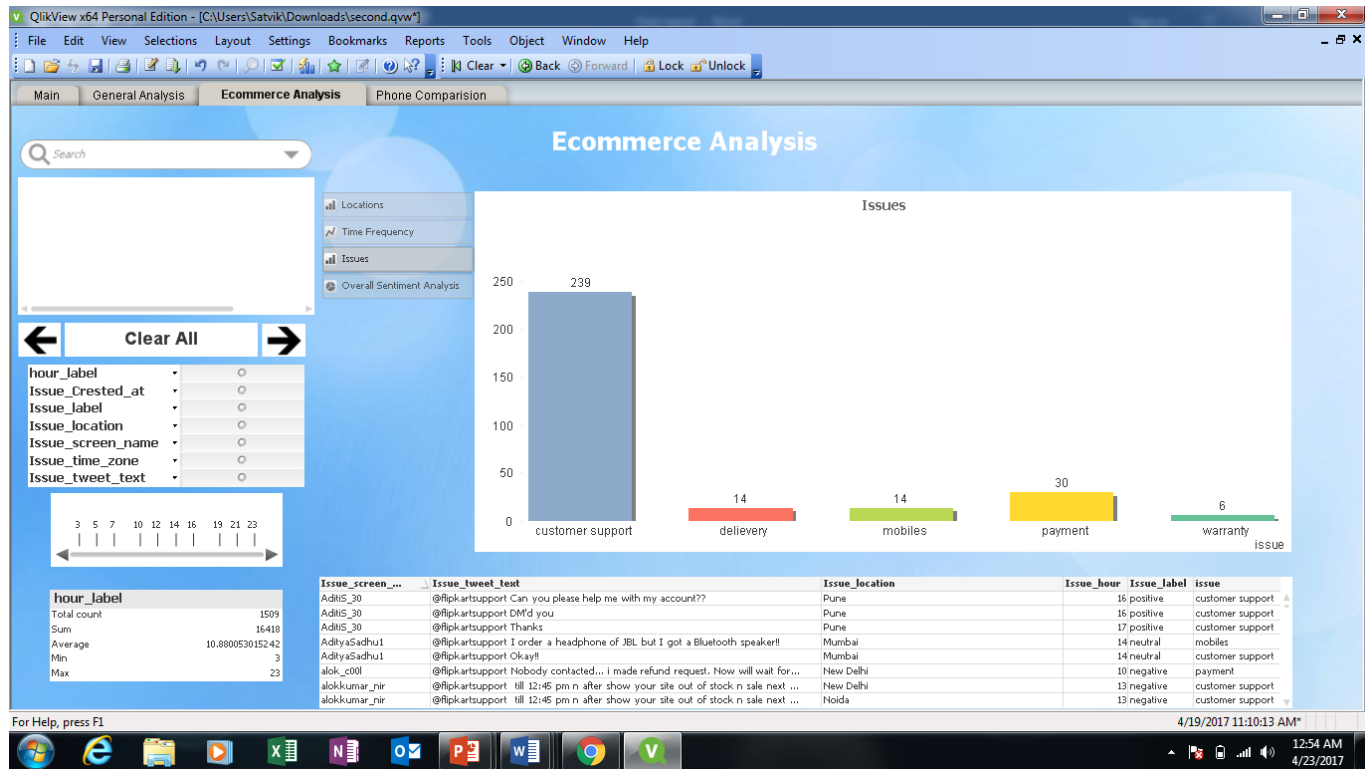 QlikView x64 Personal Edition - [C:\Users\Satvik\Downloads\second.qvw*]
File Edit View Selections Layout Settings Bookmarks Reports Tools Object Window Help
Clear Back Forward Lock Unlock
Main General Analysis Ecommerce Analysis Phone Comparision
Ecommerce Analysis
Search
Locations
Time Frequency
Issues
Overall Sentiment Analysis
Clear All
hour_label
Issue_Crested_at
Issue_label
Issue_location
Issue_screen_name
Issue_time_zone
Issue_tweet_text
3 5 7 10 12 14 16 19 21 23
hour_label
Total count 1509
Sum 16418
Average 10.880053015242
Min 3
Max 23
Issues
250
200
150
100
50
0
239
14
14
30
6
customer support delievery mobiles payment warranty
issue
Issue_screen_... Issue_tweet_text Issue_location Issue_hour Issue_label issue
AditiS_30 @flipkartsupport Can you please help me with my account?? Pune 16 positive customer support
AditiS_30 @flipkartsupport DM'd you Pune 16 positive customer support
AditiS_30 @flipkartsupport Thanks Pune 17 positive customer support
AdityaSadhu1 @flipkartsupport I order a headphone of JBL but I got a Bluetooth speaker!! Mumbai 14 neutral mobiles
AdityaSadhu1 @flipkartsupport Okay!! Mumbai 14 neutral customer support
alok_c00l @flipkartsupport Nobody contacted... i made refund request. Now will wait for... New Delhi 10 negative payment
alokkumar_nir @flipkartsupport till 12:45 pm n after show your site out of stock n sale next ... New Delhi 13 negative customer support
alokkumar_nir @flipkartsupport till 12:45 pm n after show your site out of stock n sale next ... Noida 13 negative customer support
For Help, press F1
4/19/2017 11:10:13 AM*
12:54 AM
4/23/2017